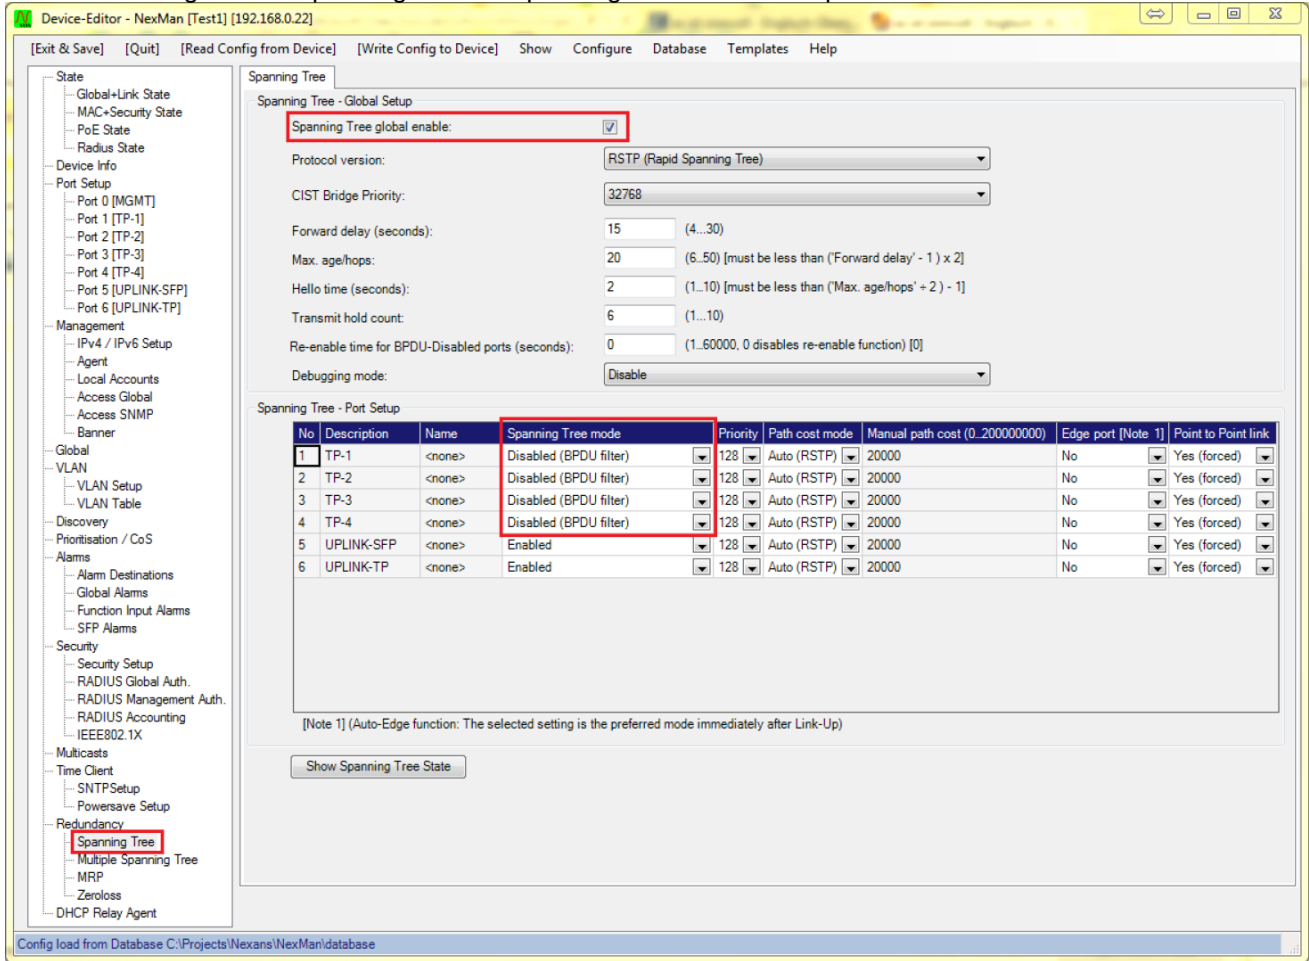 Device-Editor - NexMan [Test1] [192.168.0.22]
[Exit & Save] [Quit] [Read Config from Device] [Write Config to Device] Show Configure Database Templates Help
State
Global+Link State
MAC+Security State
PoE State
Radius State
Device Info
Port Setup
Port 0 [MGMT]
Port 1 [TP-1]
Port 2 [TP-2]
Port 3 [TP-3]
Port 4 [TP-4]
Port 5 [UPLINK-SFP]
Port 6 [UPLINK-TP]
Management
IPv4 / IPv6 Setup
Agent
Local Accounts
Access Global
Access SNMP
Banner
Global
VLAN
VLAN Setup
VLAN Table
Discovery
Prioritisation / CoS
Alarms
Alarm Destinations
Global Alarms
Function Input Alarms
SFP Alarms
Security
Security Setup
RADIUS Global Auth.
RADIUS Management Auth.
RADIUS Accounting
IEEE802.1X
Multicasts
Time Client
SNTPSetup
Powersave Setup
Redundancy
Spanning Tree
Multiple Spanning Tree
MRP
Zeroloss
DHCP Relay Agent
Spanning Tree
Spanning Tree - Global Setup
Spanning Tree global enable:
Protocol version: RSTP (Rapid Spanning Tree)
CIST Bridge Priority: 32768
Forward delay (seconds): 15 (4...30)
Max. age/hops: 20 (6..50) [must be less than ('Forward delay' - 1 ) x 2]
Hello time (seconds): 2 (1..10) [must be less than ('Max. age/hops' ÷ 2 ) - 1]
Transmit hold count: 6 (1...10)
Re-enable time for BPDU-Disabled ports (seconds): 0 (1..60000, 0 disables re-enable function) [0]
Debugging mode: Disable
Spanning Tree - Port Setup
No Description Name Spanning Tree mode Priority Path cost mode Manual path cost (0..200000000) Edge port [Note 1] Point to Point link
1 TP-1 <none> Disabled (BPDU filter) 128 Auto (RSTP) 20000 No Yes (forced)
2 TP-2 <none> Disabled (BPDU filter) 128 Auto (RSTP) 20000 No Yes (forced)
3 TP-3 <none> Disabled (BPDU filter) 128 Auto (RSTP) 20000 No Yes (forced)
4 TP-4 <none> Disabled (BPDU filter) 128 Auto (RSTP) 20000 No Yes (forced)
5 UPLINK-SFP <none> Enabled 128 Auto (RSTP) 20000 No Yes (forced)
6 UPLINK-TP <none> Enabled 128 Auto (RSTP) 20000 No Yes (forced)
[Note 1] (Auto-Edge function: The selected setting is the preferred mode immediately after Link-Up)
Show Spanning Tree State
Config load from Database C:\Projects\Nexans\NexMan\database